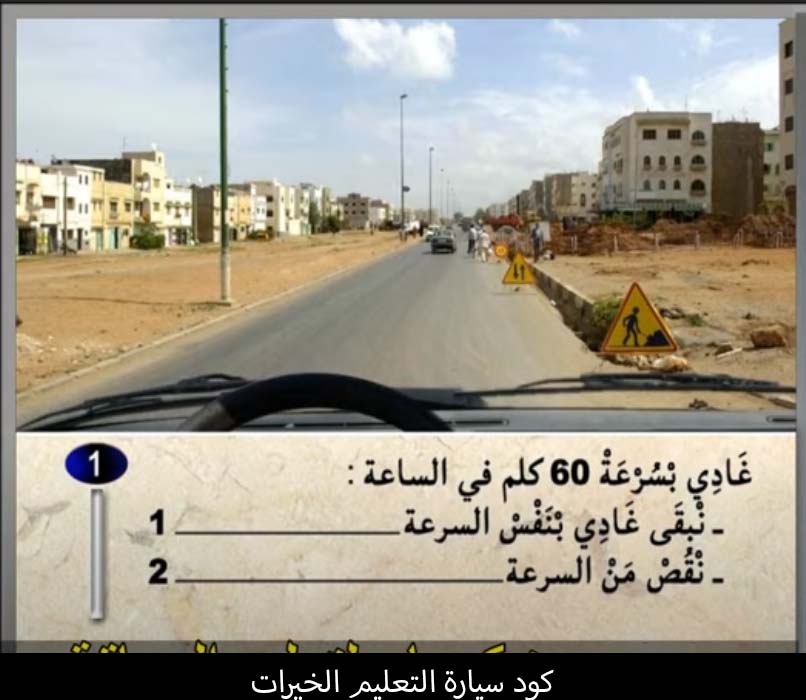 1
غَادِي بْسُرْعَةْ 60 كلم في الساعة :
ـ نْبقَى غَادِي بْنَفْسْ السرعة 1
ـ نْقُصْ مَنْ السرعة 2
كود سيارة التعليم الخيرات